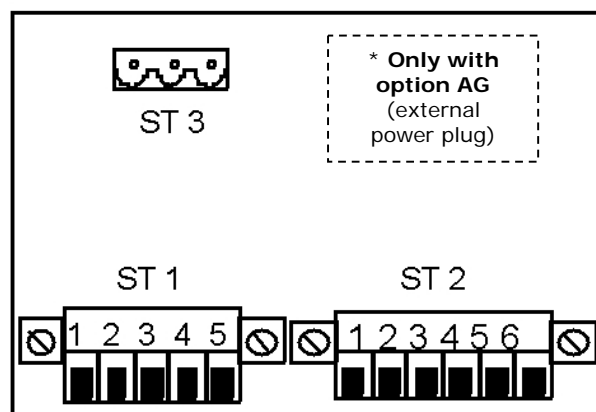 * Only with
option AG
(external
power plug)
ST 3
ST 1
ST 2
1 2 3 4 5
1 2 3 4 5 6